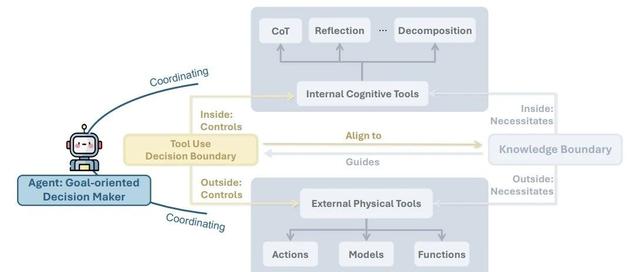 CoT
Reflection
...
Decomposition
Coordinating
Internal Cognitive Tools
Inside:
Controls
Inside:
Necessitates
Tool Use
Decision Boundary
Align to
Guides
Knowledge Boundary
Agent: Goal-oriented
Decision Maker
Outside:
Controls
Outside:
Necessitates
External Physical Tools
Coordinating
Actions
Models
Functions